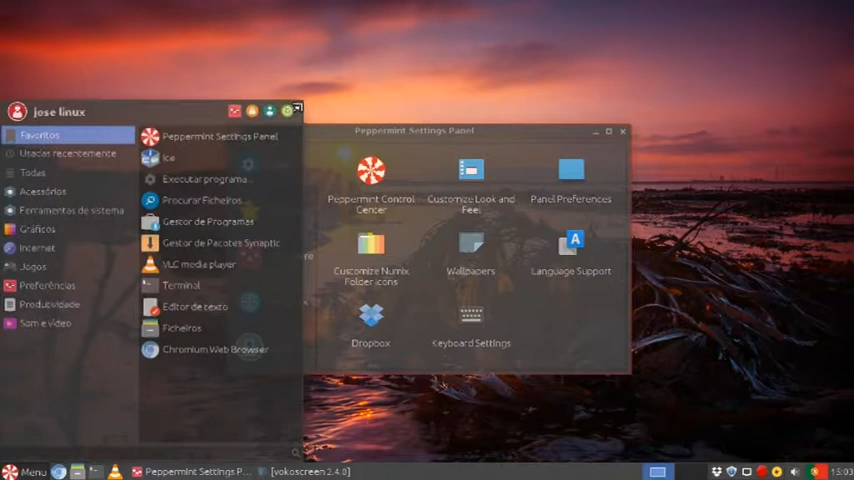 jose linux
Favoritos
Usadas recentemente
Todas
Acessórios
Ferramentas de sistema
Gráficos
Internet
Jogos
Preferências
Produtividade
Som e vídeo
Peppermint Settings Panel
Ice
Executar programa...
Procurar Ficheiros...
Gestor de Programas
Gestor de Pacotes Synaptic
VLC media player
Terminal
Editor de texto
Ficheiros
Chromium Web Browser
Peppermint Settings Panel
Peppermint Control
Center
Customize Look and
Feel
Panel Preferences
Customize Numix
Folder Icons
Wallpapers
Language Support
A
Dropbox
Keyboard Settings
Menu
Peppermint Settings P...
[vokoscreen 2.4.0]
15:03